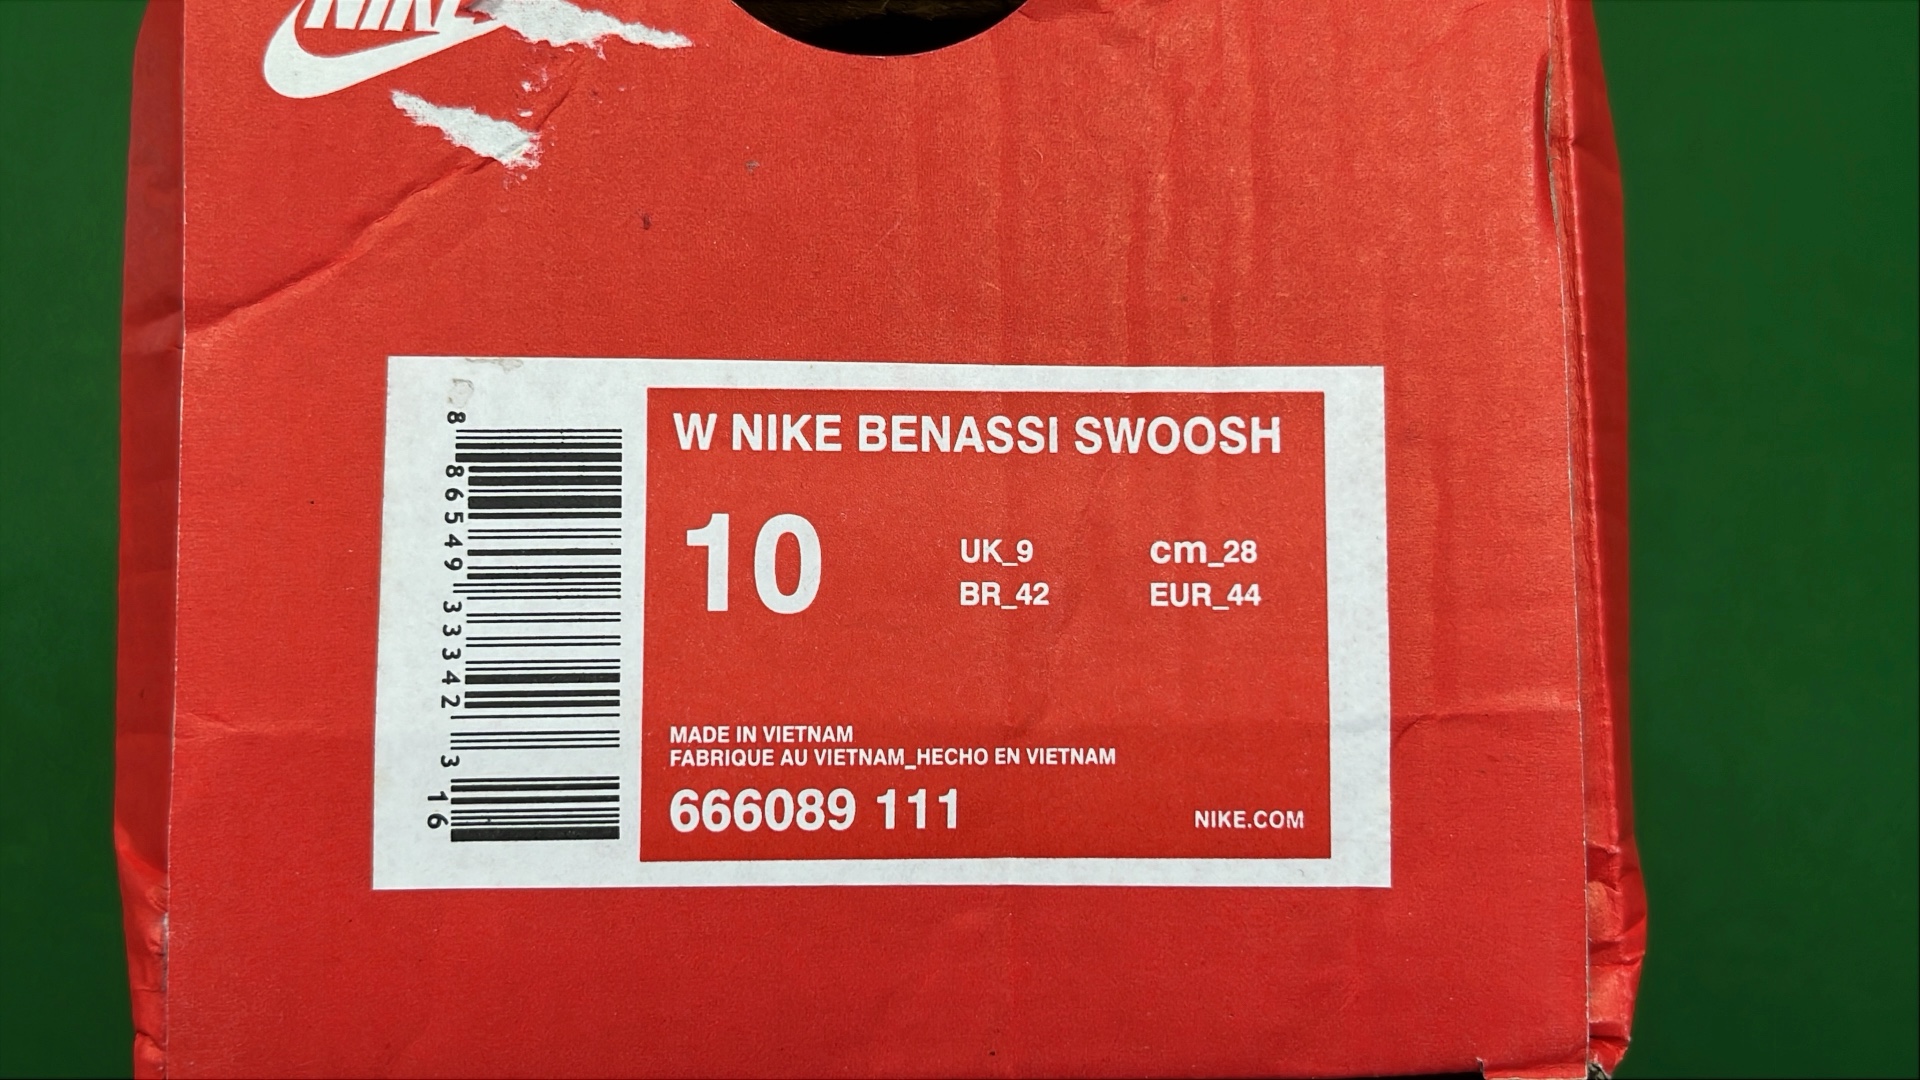 NIKE
W NIKE BENASSI SWOOSH
10
UK_9 cm_28
BR_42 EUR_44
MADE IN VIETNAM
FABRIQUE AU VIETNAM_HECHO EN VIETNAM
666089 111
NIKE.COM
8 86549 33342 3 16